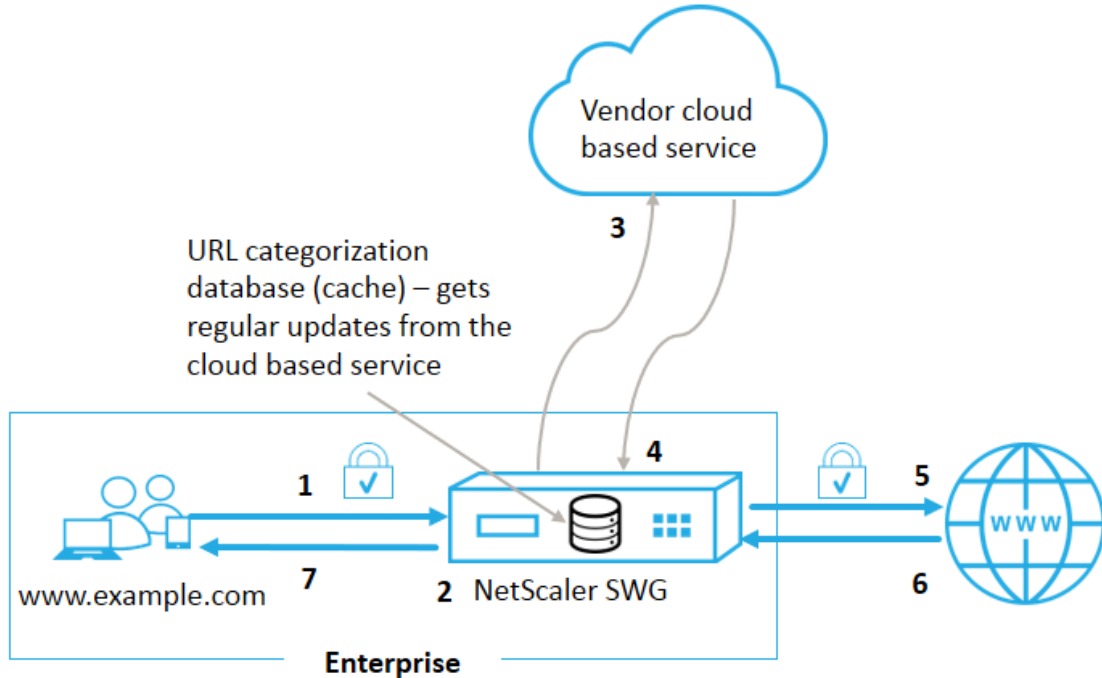 Vendor cloud
based service
3
URL categorization
database (cache) – gets
regular updates from the
cloud based service
4
1
5
www
7
2 NetScaler SWG
6
www.example.com
Enterprise